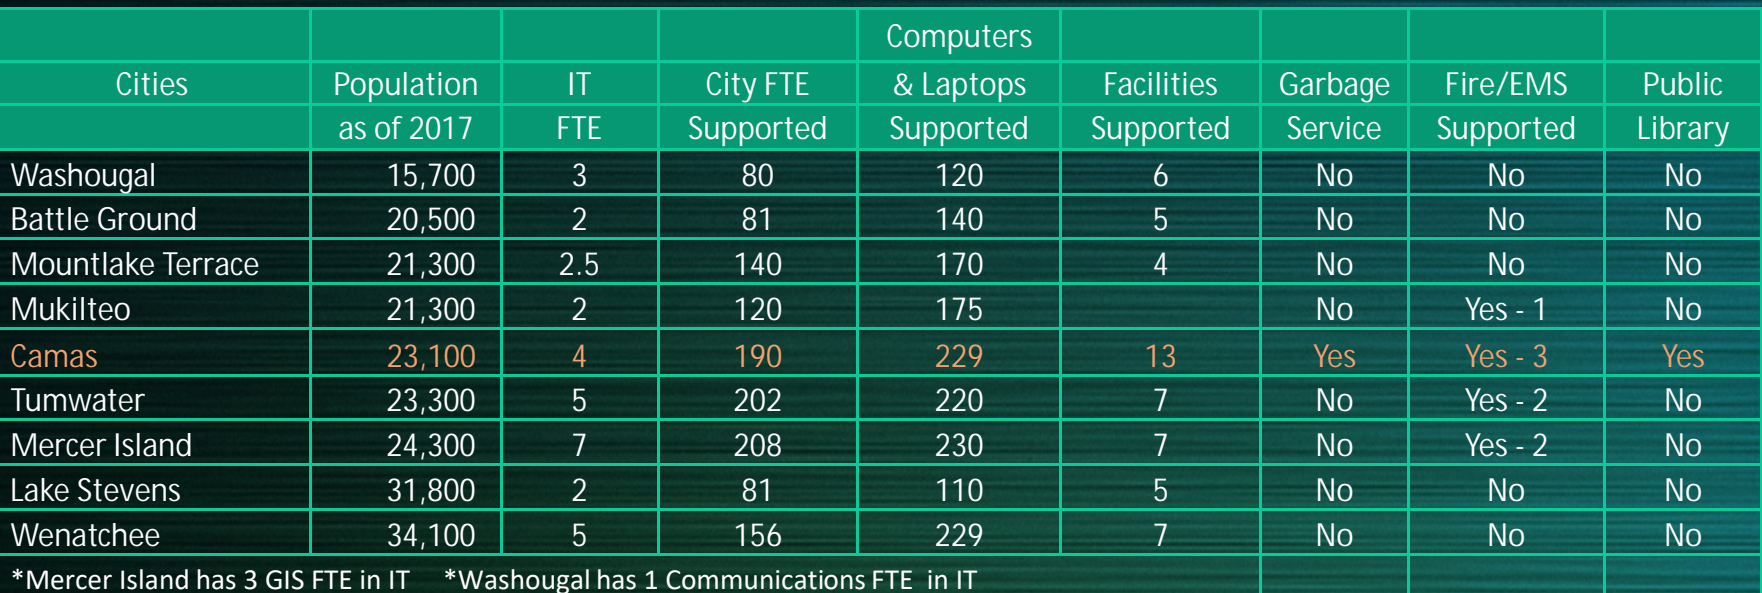 Computers
Cities Population IT City FTE & Laptops Facilities Garbage Fire/EMS Public
as of 2017 FTE Supported Supported Supported Service Supported Library
Washougal 15,700 3 80 120 6 No No No
Battle Ground 20,500 2 81 140 5 No No No
Mountlake Terrace 21,300 2.5 140 170 4 No No No
Mukilteo 21,300 2 120 175 No Yes - 1 No
Camas 23,100 4 190 229 13 Yes Yes - 3 Yes
Tumwater 23,300 5 202 220 7 No Yes - 2 No
Mercer Island 24,300 7 208 230 7 No Yes - 2 No
Lake Stevens 31,800 2 81 110 5 No No No
Wenatchee 34,100 5 156 229 7 No No No
*Mercer Island has 3 GIS FTE in IT *Washougal has 1 Communications FTE in IT